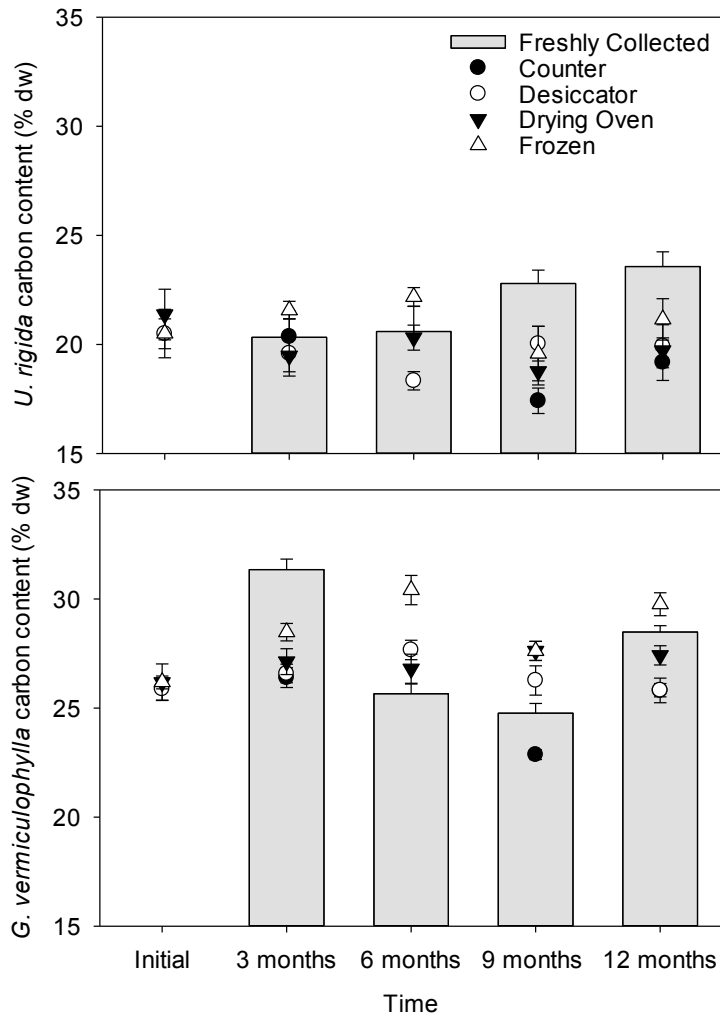 35
30
25
20
15
U. rigida carbon content (% dw)
Freshly Collected
Counter
Desiccator
Drying Oven
Frozen
35
30
25
20
15
G. vermiculophylla carbon content (% dw)
Initial 3 months 6 months 9 months 12 months
Time